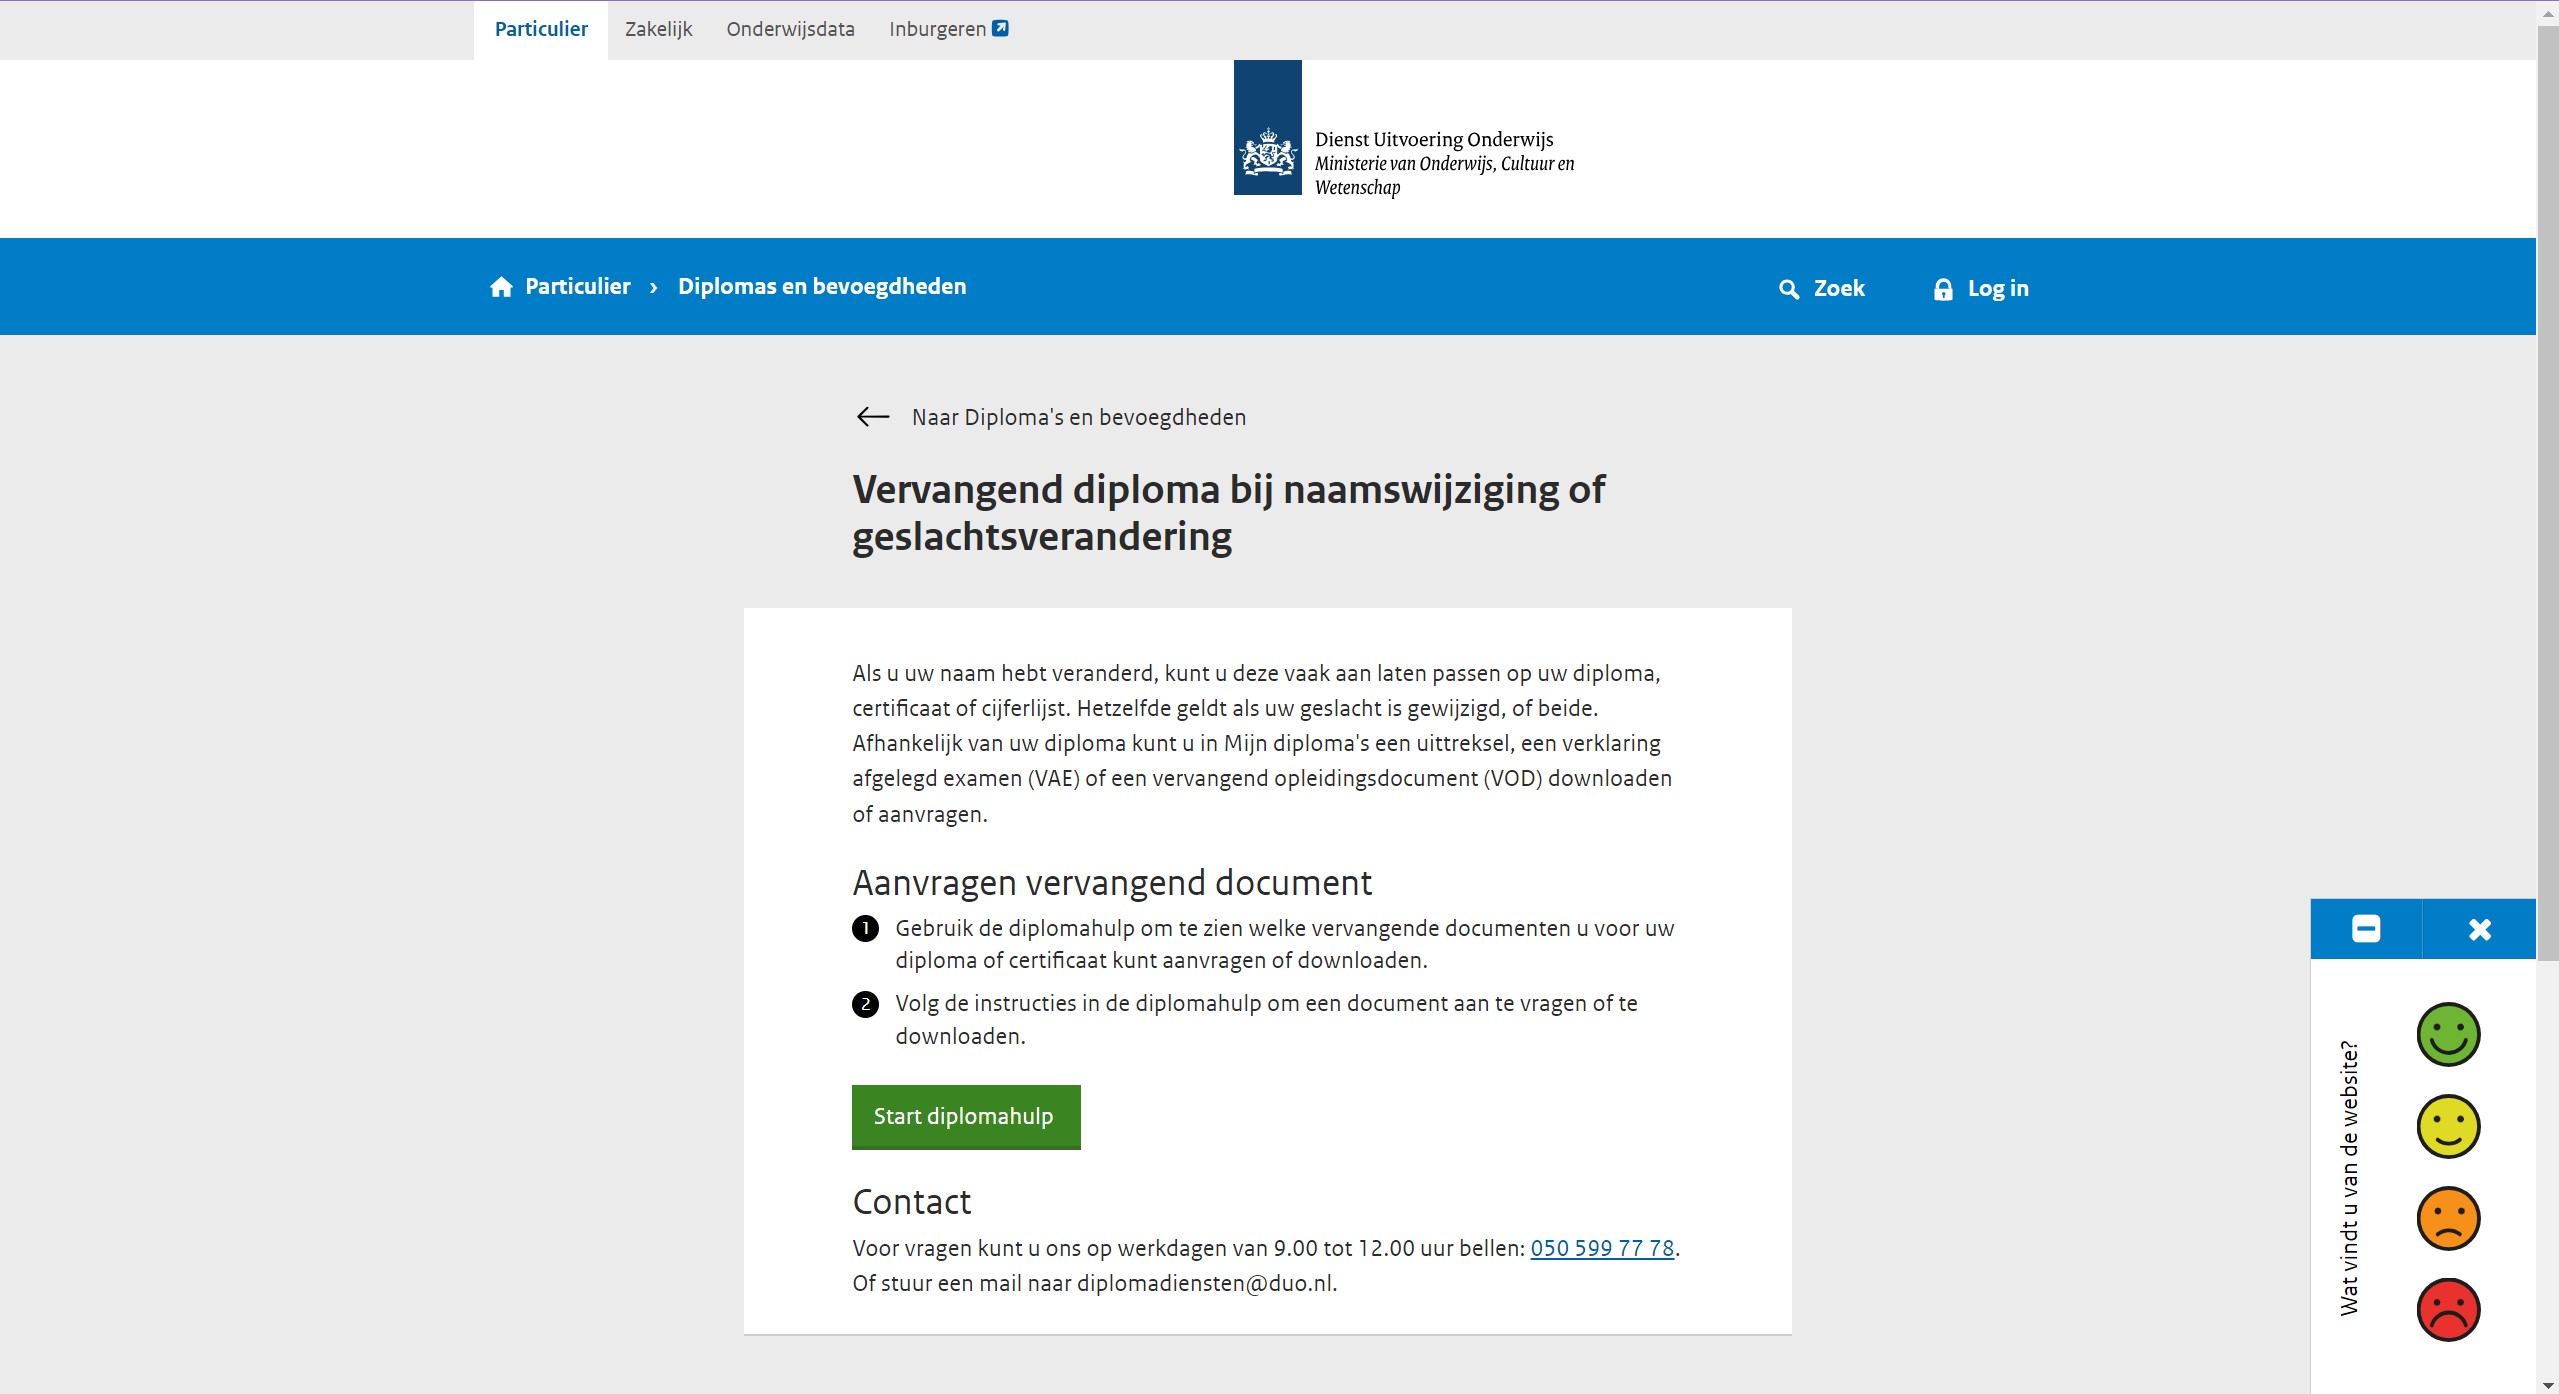 Particulier
Zakelijk
Onderwijsdata
Inburgeren
Dienst Uitvoering Onderwijs
Ministerie van Onderwijs, Cultuur en
Wetenschap
Particulier › Diplomas en bevoegdheden
Zoek
Log in
Naar Diploma's en bevoegdheden
Vervangend diploma bij naamswijziging of
geslachtsverandering
Als u uw naam hebt veranderd, kunt u deze vaak aan laten passen op uw diploma,
certificaat of cijferlijst. Hetzelfde geldt als uw geslacht is gewijzigd, of beide.
Afhankelijk van uw diploma kunt u in Mijn diploma's een uittreksel, een verklaring
afgelegd examen (VAE) of een vervangend opleidingsdocument (VOD) downloaden
of aanvragen.
Aanvragen vervangend document
1 Gebruik de diplomahulp om te zien welke vervangende documenten u voor uw
diploma of certificaat kunt aanvragen of downloaden.
2 Volg de instructies in de diplomahulp om een document aan te vragen of te
downloaden.
Start diplomahulp
Contact
Voor vragen kunt u ons op werkdagen van 9.00 tot 12.00 uur bellen: 050 599 77 78.
Of stuur een mail naar diplomadiensten@duo.nl.
Wat vindt u van de website?